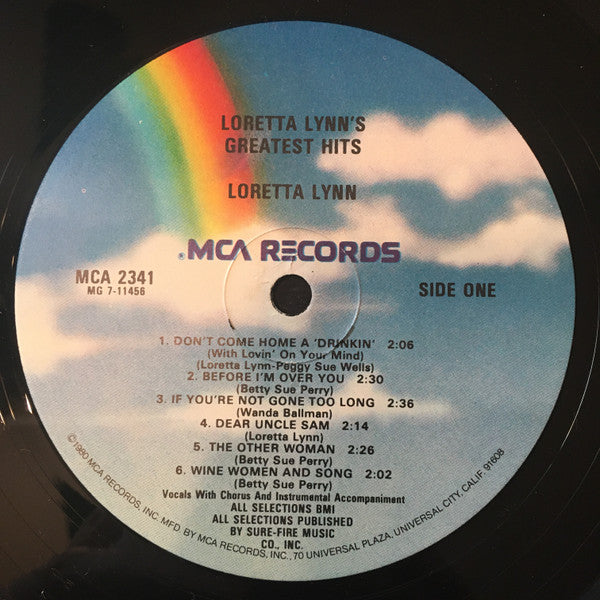 LORETTA LYNN'S
GREATEST HITS
LORETTA LYNN
®MCA RECORDS
MCA 2341
MG 7-11456
SIDE ONE
1. DON'T COME HOME A 'DRINKIN' 2:06
(With Lovin' On Your Mind)
(Loretta Lynn-Peggy Sue Wells)
2. BEFORE I'M OVER YOU 2:30
(Betty Sue Perry)
3. IF YOU'RE NOT GONE TOO LONG 2:36
(Wanda Ballman)
4. DEAR UNCLE SAM 2:14
(Loretta Lynn)
5. THE OTHER WOMAN 2:26
(Betty Sue Perry)
6. WINE WOMEN AND SONG 2:02
(Betty Sue Perry)
Vocals With Chorus And Instrumental Accompaniment
ALL SELECTIONS BMI
ALL SELECTIONS PUBLISHED
BY SURE-FIRE MUSIC
CO., INC.
©1980 MCA RECORDS, INC. MFD. BY MCA RECORDS, INC., 70 UNIVERSAL PLAZA, UNIVERSAL CITY, CALIF. 91608